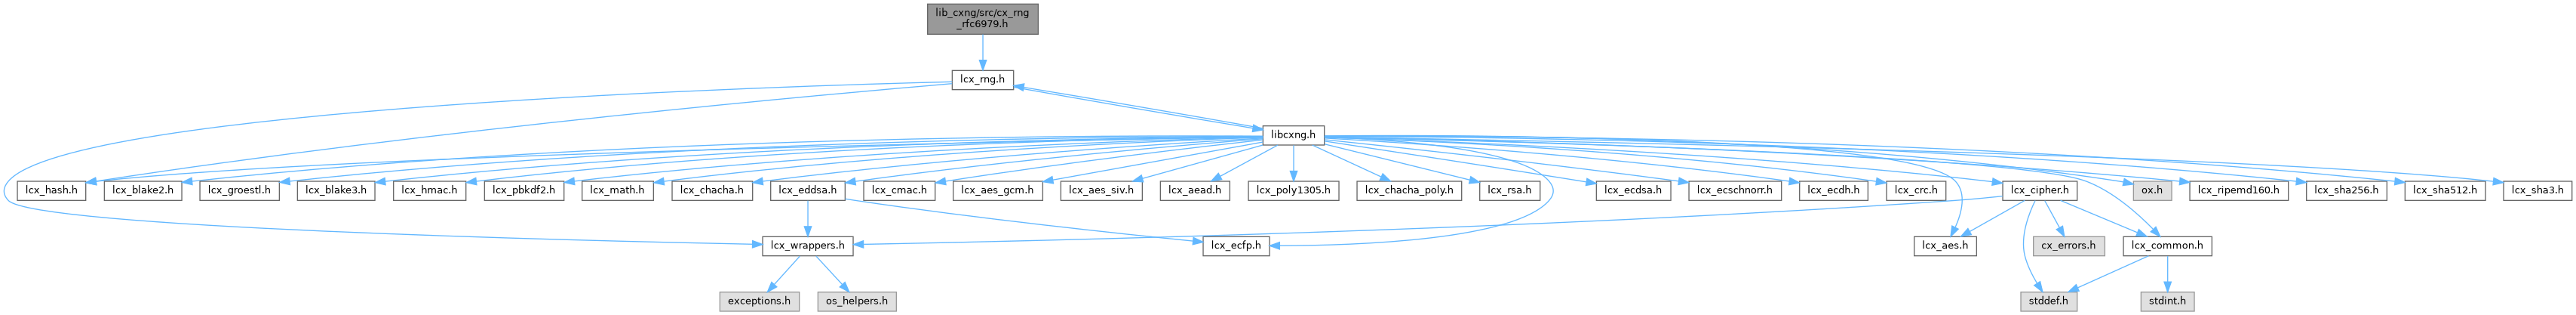 lib_cxng/src/cx_rng
_rfc6979.h
lcx_rng.h
libcxng.h
lcx_hash.h
lcx_blake2.h
lcx_groestl.h
lcx_blake3.h
lcx_hmac.h
lcx_pbkdf2.h
lcx_math.h
lcx_chacha.h
lcx_eddsa.h
lcx_cmac.h
lcx_aes_gcm.h
lcx_aes_siv.h
lcx_aead.h
lcx_poly1305.h
lcx_chacha_poly.h
lcx_rsa.h
lcx_ecdsa.h
lcx_ecschnorr.h
lcx_ecdh.h
lcx_crc.h
lcx_cipher.h
ox.h
lcx_ripemd160.h
lcx_sha256.h
lcx_sha512.h
lcx_sha3.h
lcx_wrappers.h
lcx_ecfp.h
lcx_aes.h
cx_errors.h
lcx_common.h
exceptions.h
os_helpers.h
stddef.h
stdint.h